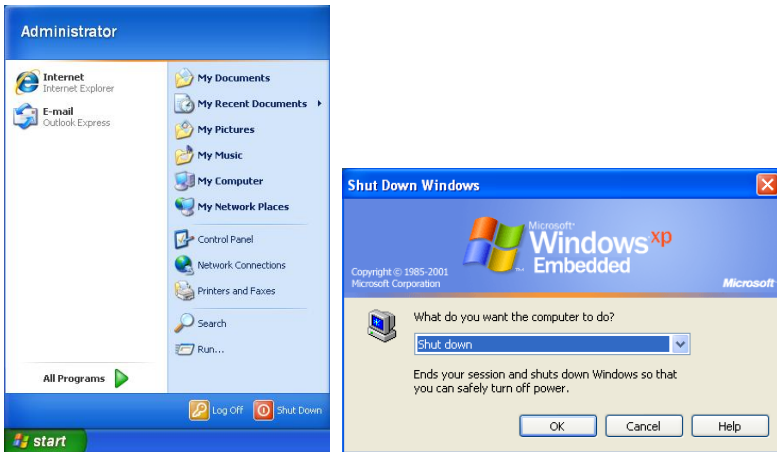 Administrator
Internet
Internet Explorer
E-mail
Outlook Express
All Programs
My Documents
My Recent Documents
My Pictures
My Music
My Computer
My Network Places
Control Panel
Network Connections
Printers and Faxes
Search
Run...
Log Off
Shut Down
start
Shut Down Windows
Microsoft
Windows xp
Embedded
Copyright © 1985-2001
Microsoft Corporation
Microsoft
What do you want the computer to do?
Shut down
Ends your session and shuts down Windows so that
you can safely turn off power.
OK
Cancel
Help